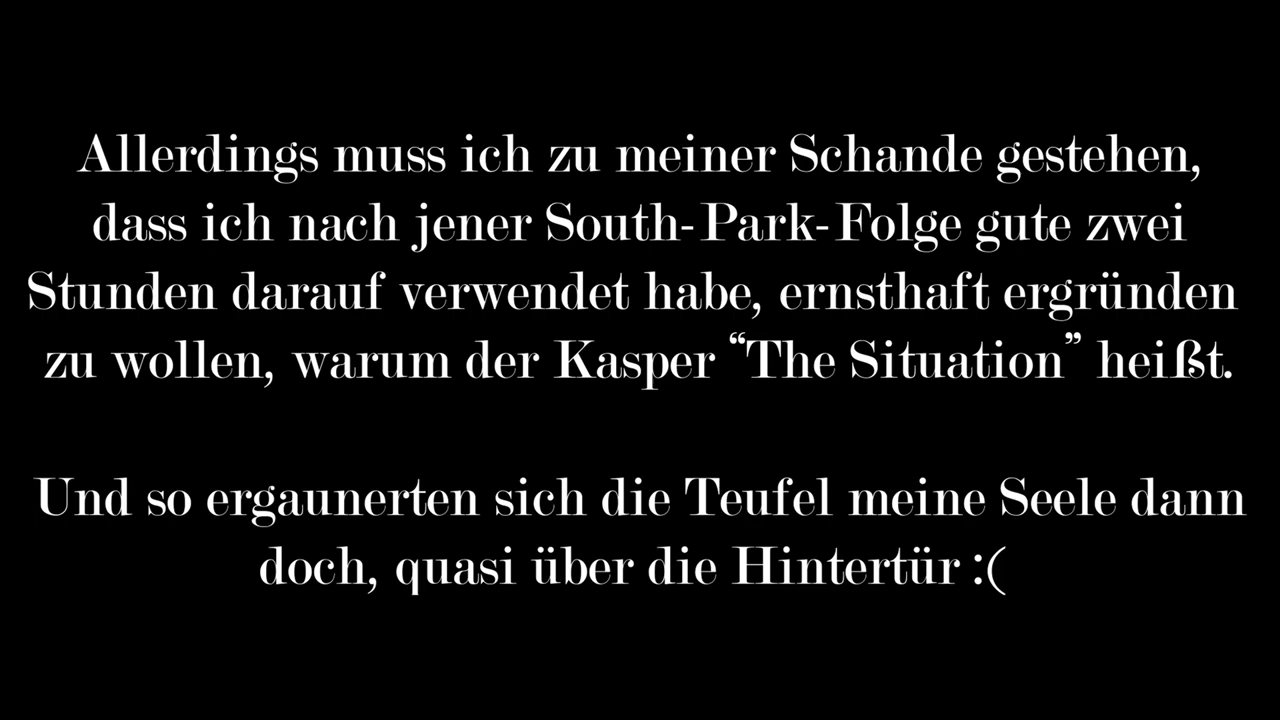 Allerdings muss ich zu meiner Schande gestehen,
dass ich nach jener South-Park-Folge gute zwei
Stunden darauf verwendet habe, ernsthaft ergründen
zu wollen, warum der Kasper “The Situation” heißt.
Und so ergaunerten sich die Teufel meine Seele dann
doch, quasi über die Hintertür :(